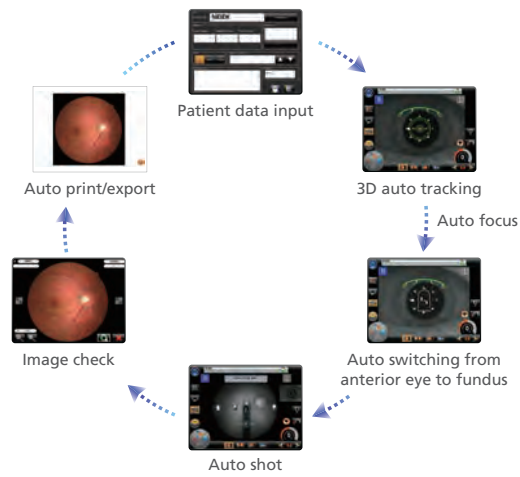 Patient data input
Auto print/export
3D auto tracking
Auto focus
Image check
Auto switching from
anterior eye to fundus
Auto shot